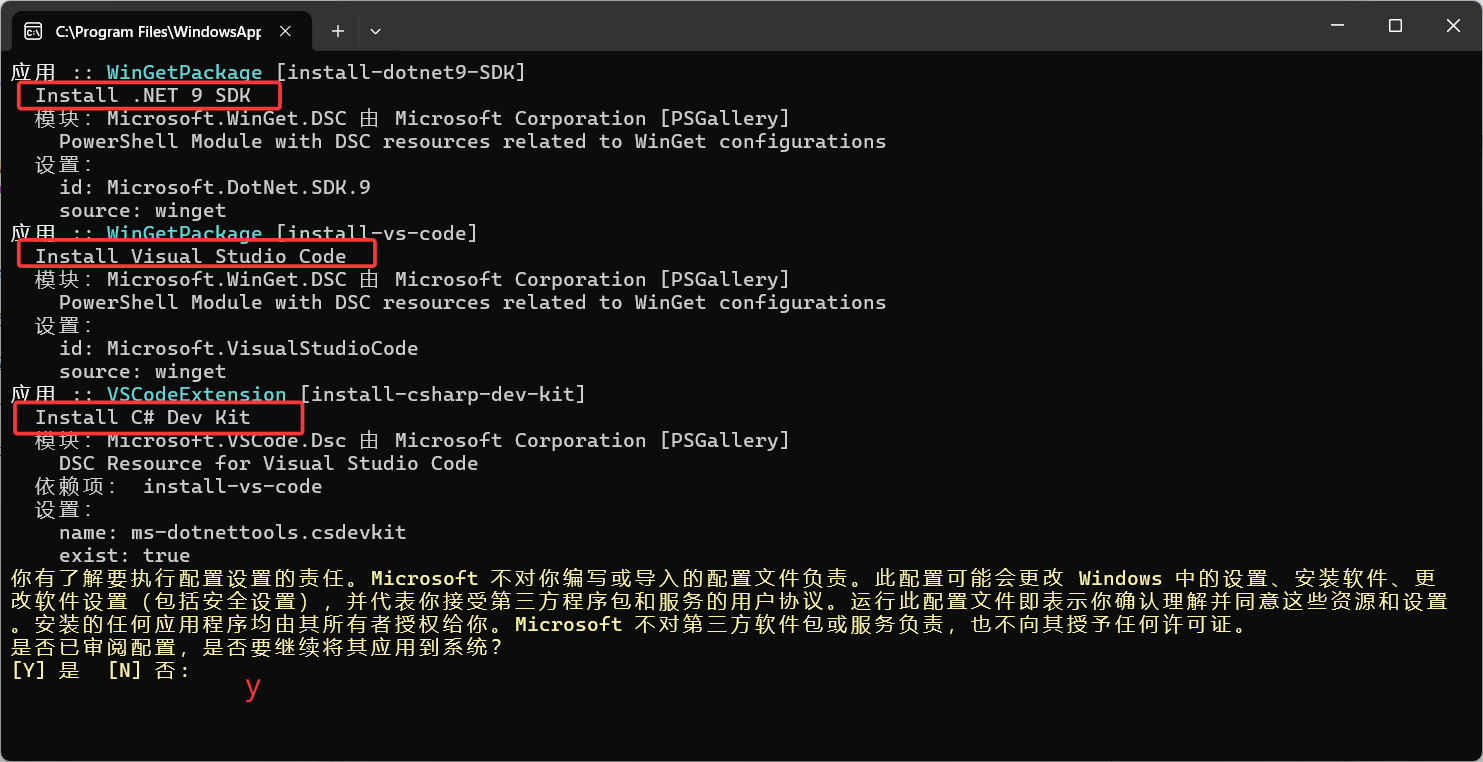 C:\Program Files\WindowsApp
应用 :: WinGetPackage [install-dotnet9-SDK]
Install .NET 9 SDK
模块: Microsoft.WinGet.DSC 由 Microsoft Corporation [PSGallery]
PowerShell Module with DSC resources related to WinGet configurations
设置:
id: Microsoft.DotNet.SDK.9
source: winget
应用 :: WinGetPackage [install-vs-code]
Install Visual Studio Code
模块: Microsoft.WinGet.DSC 由 Microsoft Corporation [PSGallery]
PowerShell Module with DSC resources related to WinGet configurations
设置:
id: Microsoft.VisualStudioCode
source: winget
应用 :: VSCodeExtension [install-csharp-dev-kit]
Install C# Dev Kit
模块: Microsoft.VSCode.Dsc 由 Microsoft Corporation [PSGallery]
DSC Resource for Visual Studio Code
依赖项: install-vs-code
设置:
name: ms-dotnettools.csdevkit
exist: true
你有了解要执行配置设置的责任。Microsoft 不对你编写或导入的配置文件负责。此配置可能会更改 Windows 中的设置、安装软件、更
改软件设置（包括安全设置），并代表你接受第三方程序包和服务的用户协议。运行此配置文件即表示你确认理解并同意这些资源和设置
。安装的任何应用程序均由其所有者授权给你。Microsoft 不对第三方软件包或服务负责，也不向其授予任何许可证。
是否已审阅配置，是否要继续将其应用到系统?
[Y] 是  [N] 否:
y